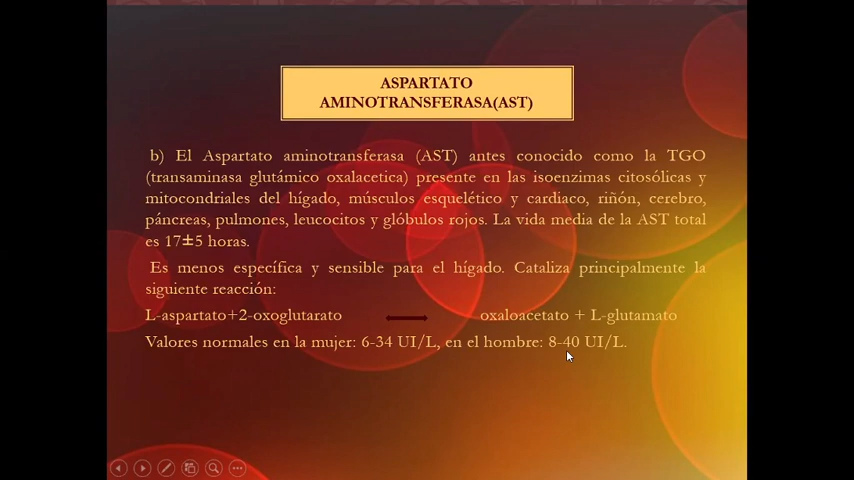 ASPARTATO
AMINOTRANSFERASA(AST)
b) El Aspartato aminotransferasa (AST) antes conocido como la TGO
(transaminasa glutámico oxalacetica) presente en las isoenzimas citosólicas y
mitocondriales del hígado, músculos esquelético y cardiaco, riñón, cerebro,
páncreas, pulmones, leucocitos y glóbulos rojos. La vida media de la AST total
es 17±5 horas.
Es menos específica y sensible para el hígado. Cataliza principalmente la
siguiente reacción:
L-aspartato+2-oxoglutarato oxaloacetato + L-glutamato
Valores normales en la mujer: 6-34 UI/L, en el hombre: 8-40 UI/L.